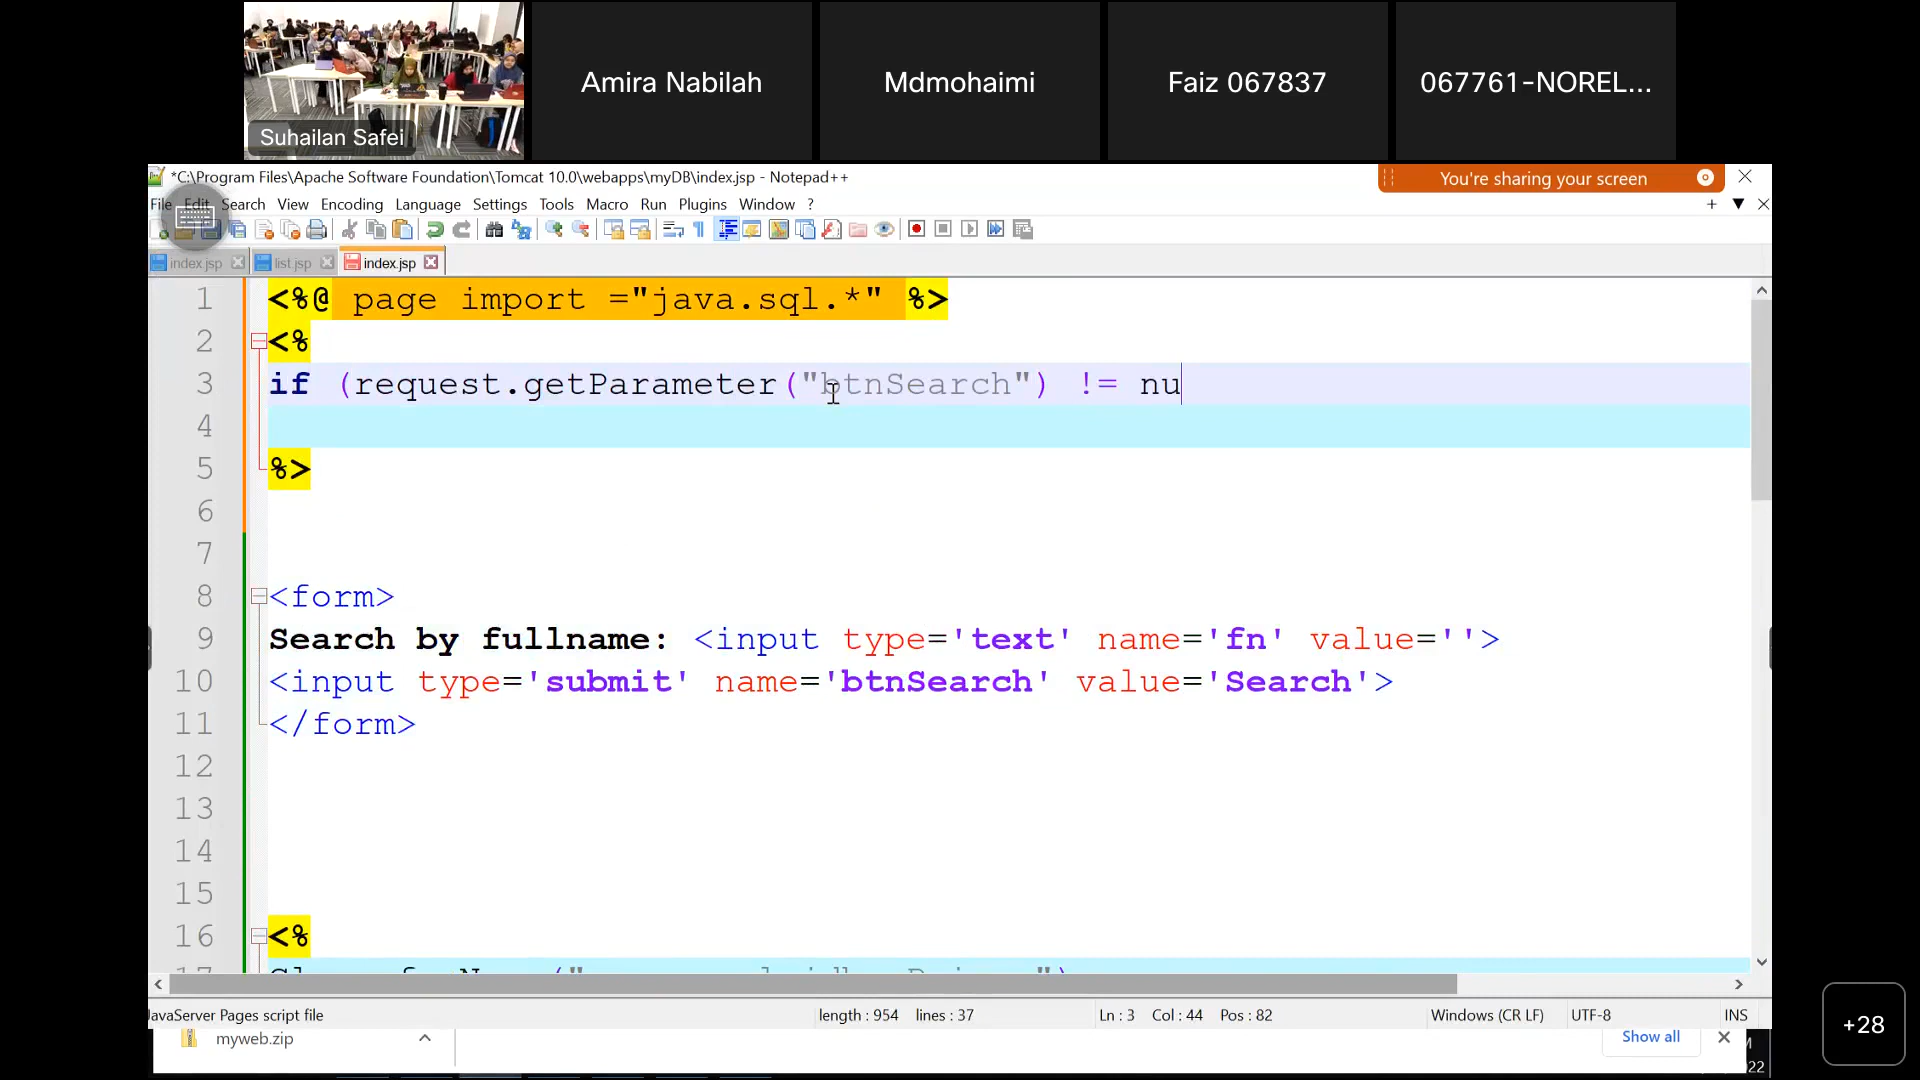 Suhailan Safei
Amira Nabilah
Mdmohaimi
Faiz 067837
067761-NOREL...
*C:\Program Files\Apache Software Foundation\Tomcat 10.0\webapps\myDB\index.jsp - Notepad++
You're sharing your screen
File Edit Search View Encoding Language Settings Tools Macro Run Plugins Window ?
index.jsp list.jsp index.jsp
1 <%@ page import ="java.sql.*" %>
2 <%
3 if (request.getParameter("btnSearch") != nu
4
5 %>
6
7
8 <form>
9 Search by fullname: <input type='text' name='fn' value=''>
10 <input type='submit' name='btnSearch' value='Search'>
11 </form>
12
13
14
15
16 <%
JavaServer Pages script file length : 954 lines : 37 Ln : 3 Col : 44 Pos : 82 Windows (CR LF) UTF-8 INS
myweb.zip
Show all
+28